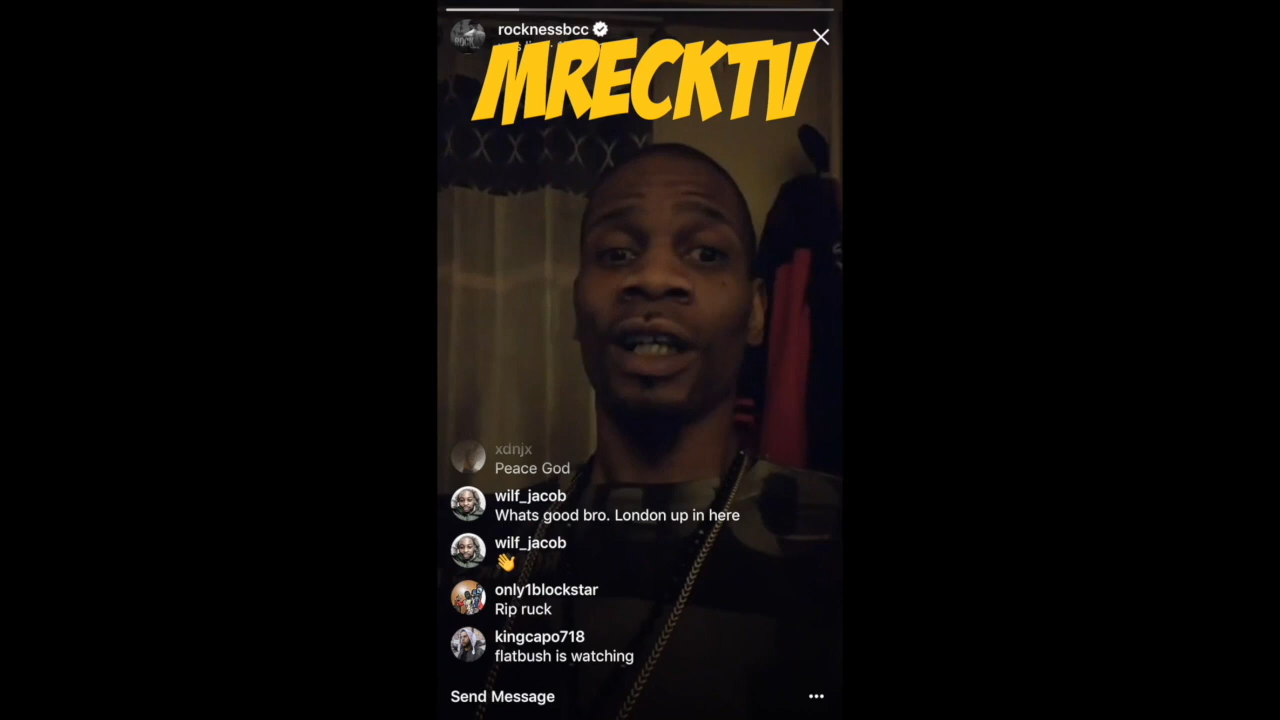 rocknessbcc
MRECKTV
xdnjx
Peace God
wilf_jacob
Whats good bro. London up in here
wilf_jacob
👋
only1blockstar
Rip ruck
kingcapo718
flatbush is watching
Send Message